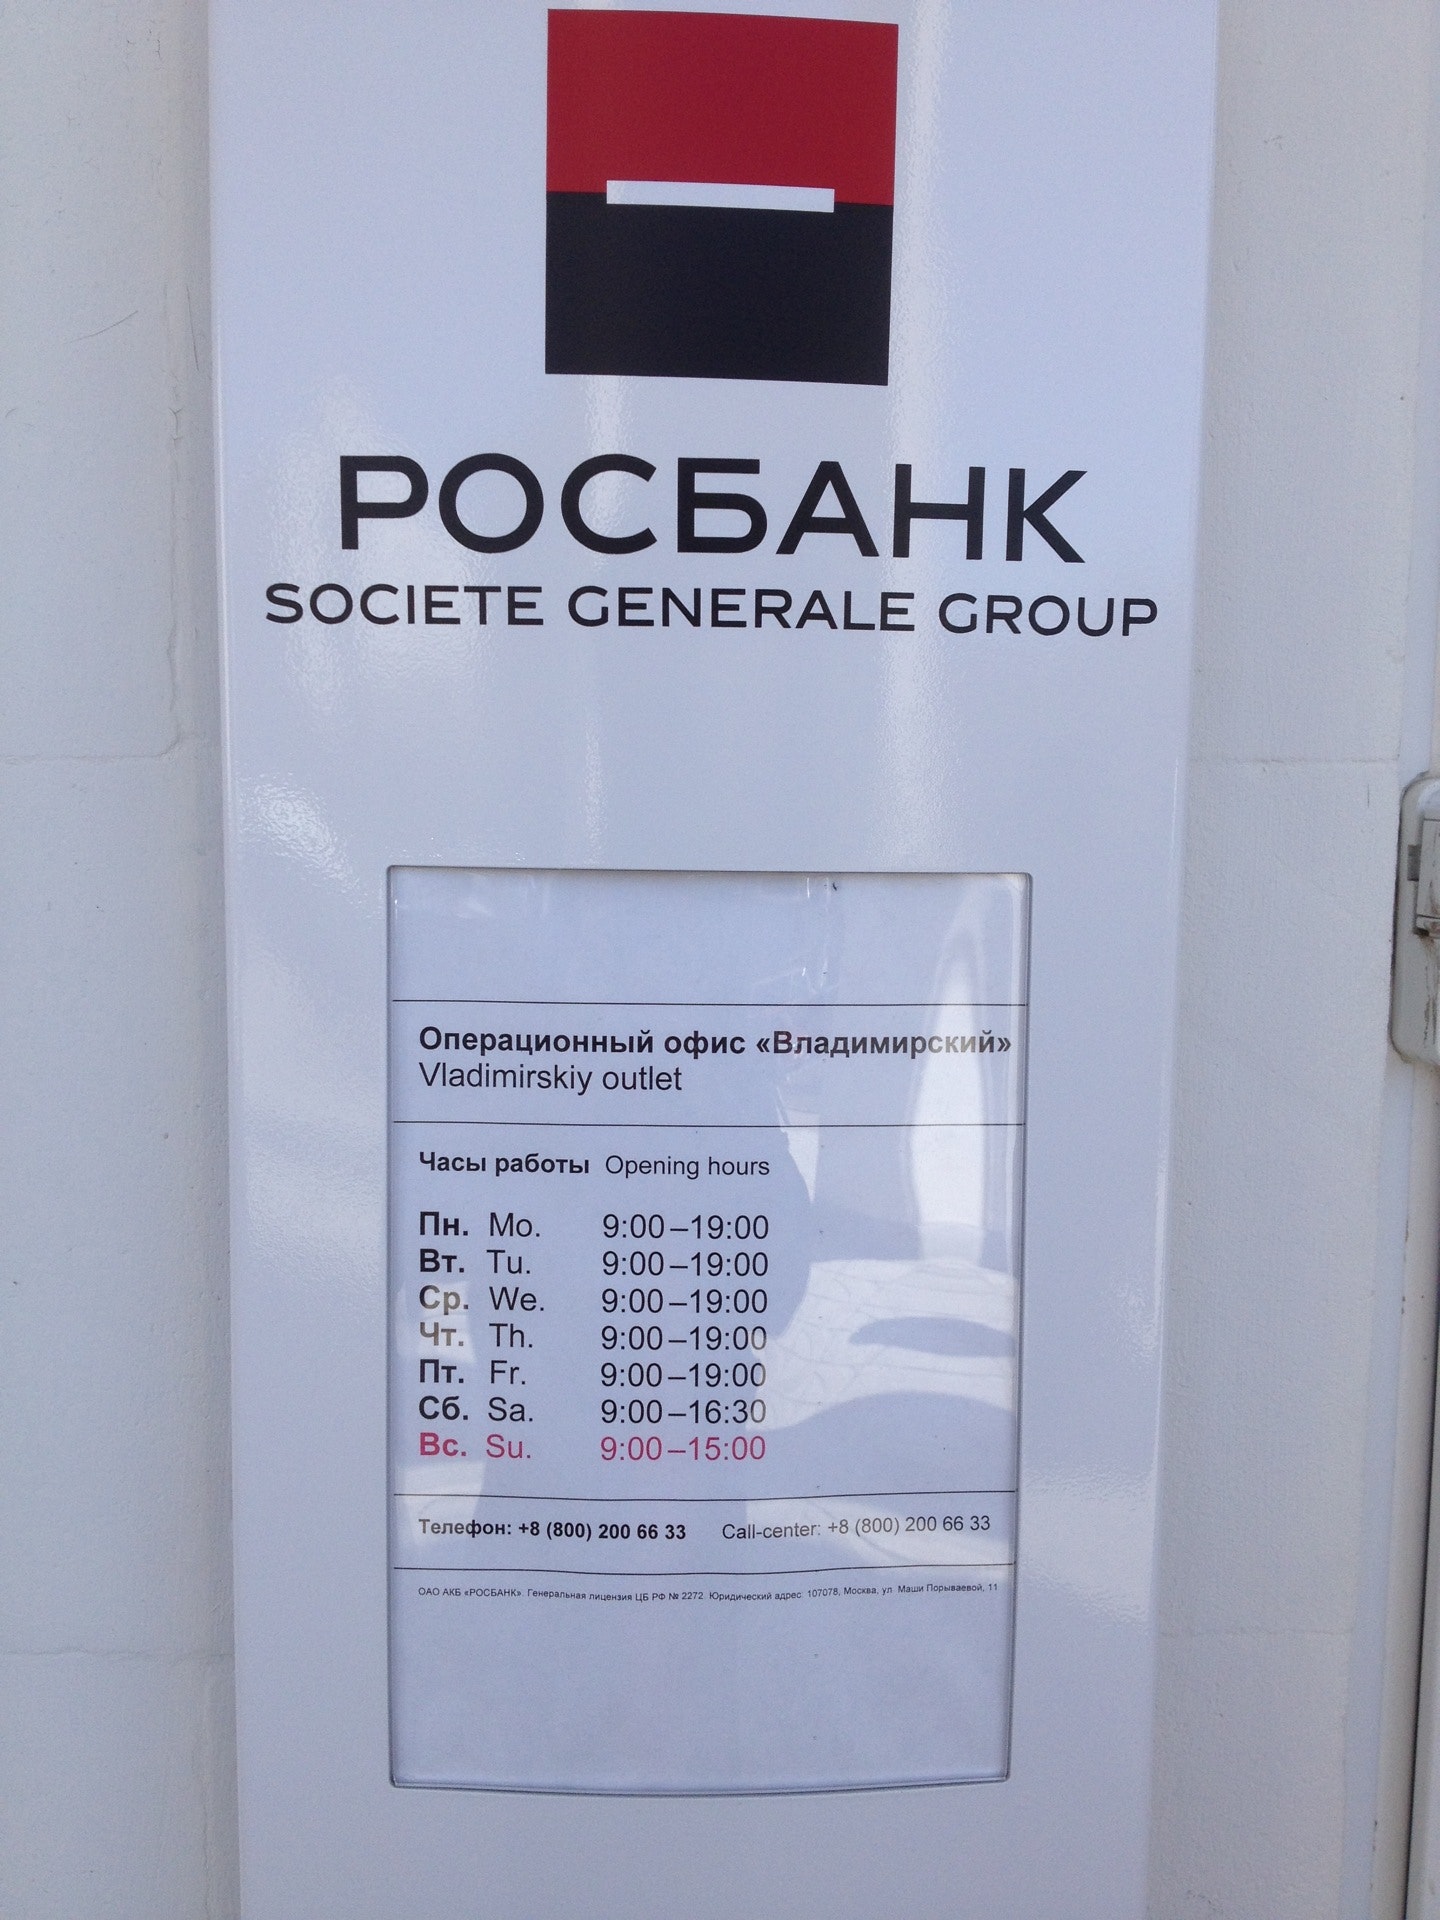 РОСБАНК
SOCIETE GENERALE GROUP
Операционный офис «Владимирский»
Vladimirskiy outlet
Часы работы Opening hours
Пн. Mo. 9:00–19:00
Вт. Tu. 9:00–19:00
Ср. We. 9:00–19:00
Чт. Th. 9:00–19:00
Пт. Fr. 9:00–19:00
Сб. Sa. 9:00–16:30
Вс. Su. 9:00–15:00
Телефон: +8 (800) 200 66 33 Call-center: +8 (800) 200 66 33
ОАО АКБ «РОСБАНК». Генеральная лицензия ЦБ РФ № 2272. Юридический адрес: 107078, Москва, ул. Маши Порываевой, 11